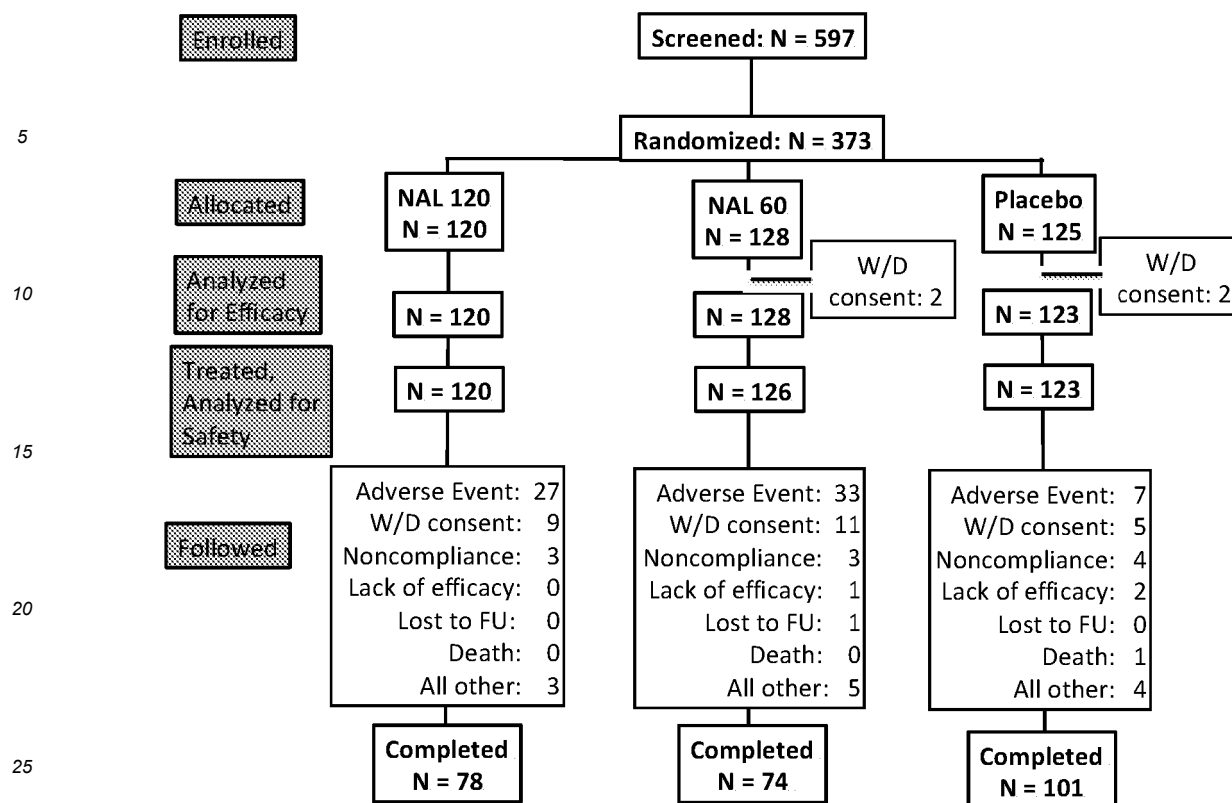 Enrolled
Screened: N = 597
5
Randomized: N = 373
Allocated
NAL 120
N = 120
NAL 60
N = 128
Placebo
N = 125
W/D
consent: 2
W/D
consent: 2
10
Analyzed
for Efficacy
N = 120
N = 128
N = 123
Treated,
Analyzed for
Safety
N = 120
N = 126
N = 123
15
Followed
Adverse Event: 27
W/D consent: 9
Noncompliance: 3
Lack of efficacy: 0
Lost to FU: 0
Death: 0
All other: 3
Adverse Event: 33
W/D consent: 11
Noncompliance: 3
Lack of efficacy: 1
Lost to FU: 1
Death: 0
All other: 5
Adverse Event: 7
W/D consent: 5
Noncompliance: 4
Lack of efficacy: 2
Lost to FU: 0
Death: 1
All other: 4
20
Completed
N = 78
Completed
N = 74
Completed
N = 101
25